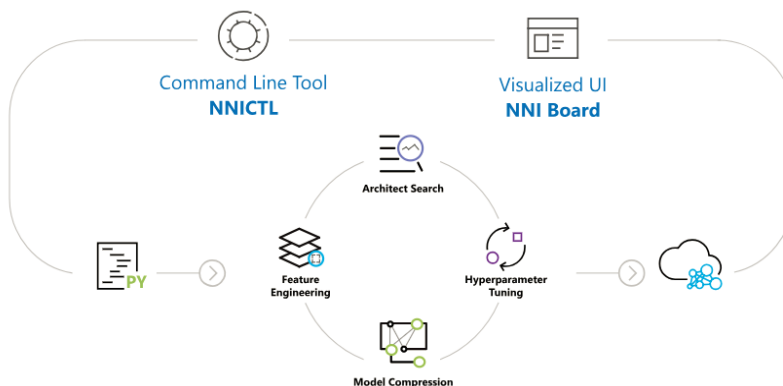 Command Line Tool
NNICTL
Visualized UI
NNI Board
Architect Search
PY
Feature
Engineering
Hyperparameter
Tuning
Model Compression